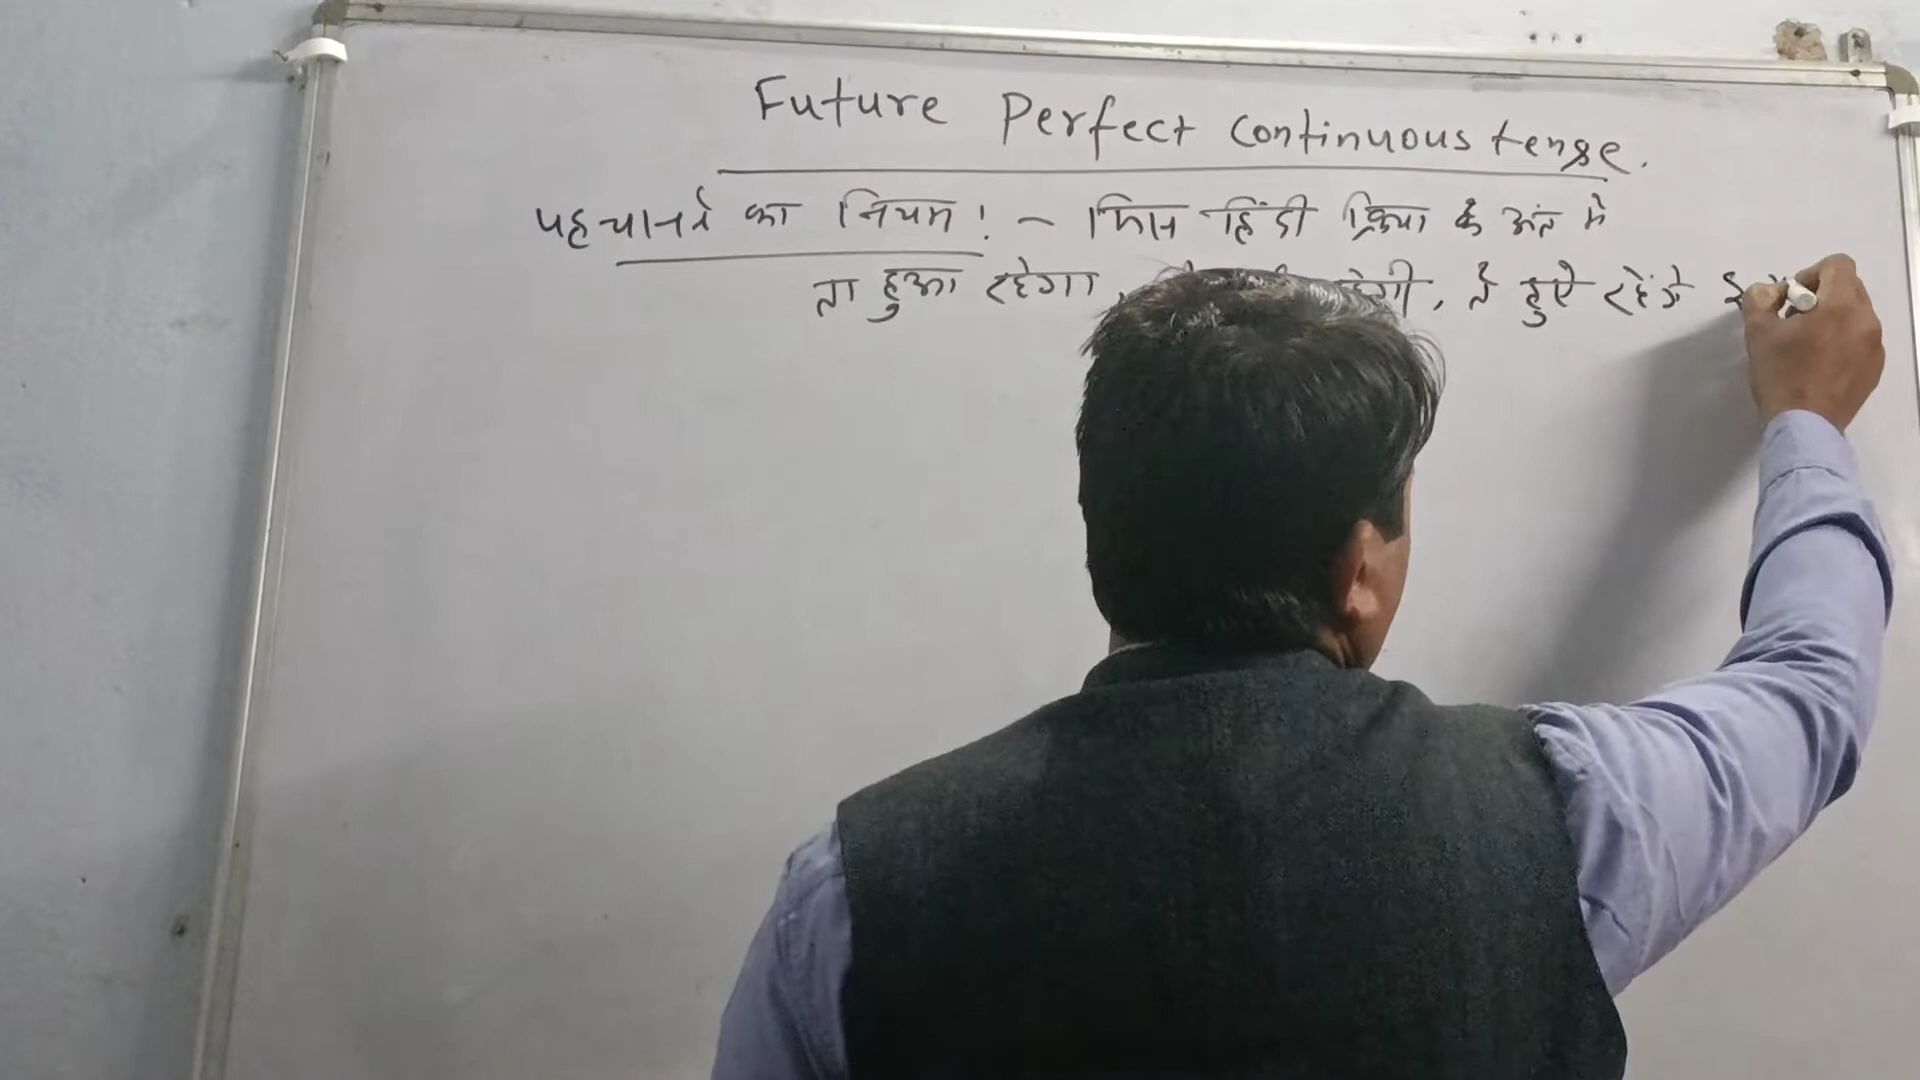 Future Perfect continuous tense.
पहचानने का नियम :- जिस हिंदी क्रिया के अंत मे
ता हुआ रहेगा, हेगी, ते हुऐ रहेंगे